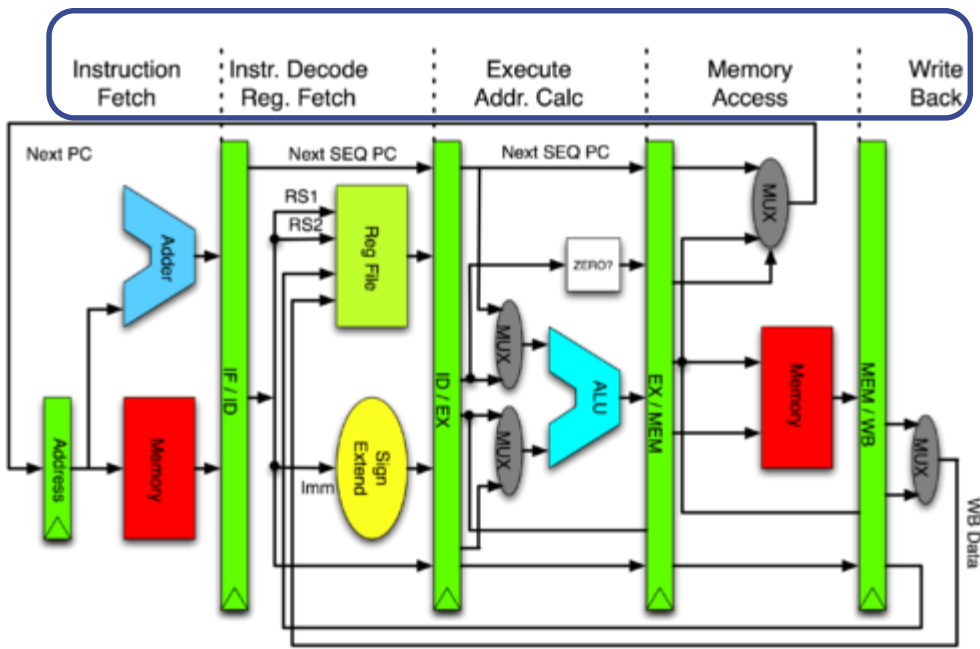 Instruction
Fetch
Instr. Decode
Reg. Fetch
Execute
Addr. Calc
Memory
Access
Write
Back
Next PC
Next SEQ PC
Next SEQ PC
RS1
RS2
Reg File
Adder
MUX
ZERO?
MUX
IF / ID
ID / EX
ALU
EX / MEM
Memory
MEM / WB
Address
Memory
Sign
Extend
Imm
MUX
MUX
WB Data